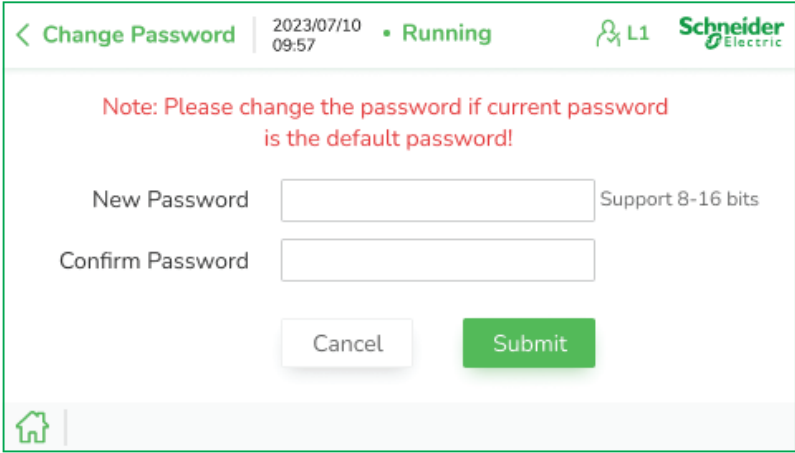 Change Password
2023/07/10
09:57
Running
L1
Schneider
Electric
Note: Please change the password if current password
is the default password!
New Password
Support 8-16 bits
Confirm Password
Cancel
Submit